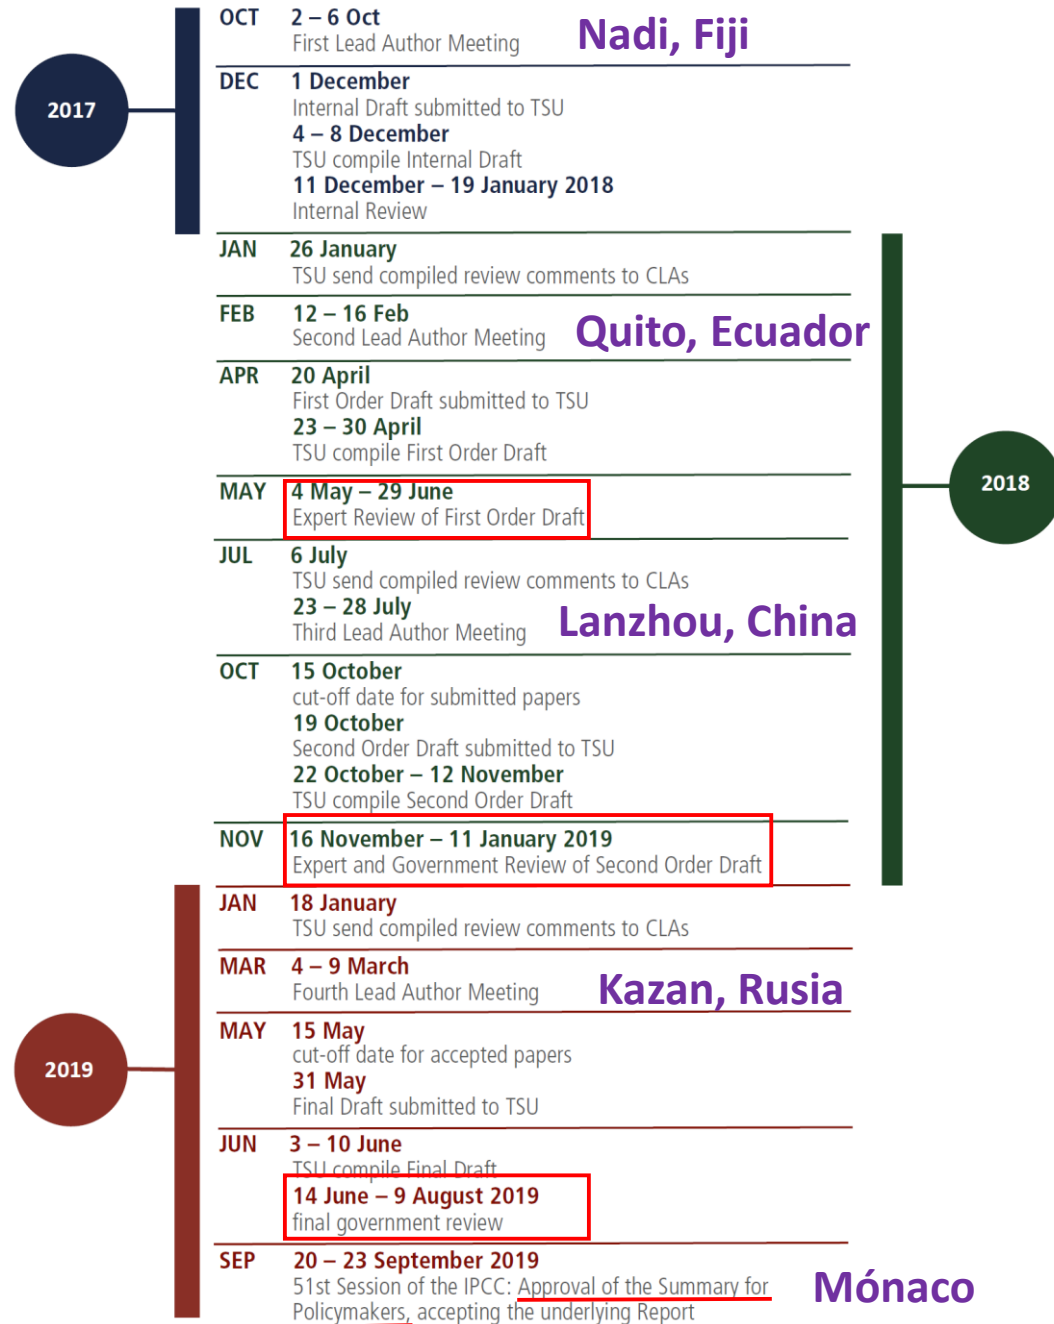 OCT 2 – 6 Oct
First Lead Author Meeting
Nadi, Fiji
2017
DEC 1 December
Internal Draft submitted to TSU
4 – 8 December
TSU compile Internal Draft
11 December – 19 January 2018
Internal Review
JAN 26 January
TSU send compiled review comments to CLAs
FEB 12 – 16 Feb
Second Lead Author Meeting
Quito, Ecuador
APR 20 April
First Order Draft submitted to TSU
23 – 30 April
TSU compile First Order Draft
2018
MAY 4 May – 29 June
Expert Review of First Order Draft
JUL 6 July
TSU send compiled review comments to CLAs
23 – 28 July
Third Lead Author Meeting
Lanzhou, China
OCT 15 October
cut-off date for submitted papers
19 October
Second Order Draft submitted to TSU
22 October – 12 November
TSU compile Second Order Draft
NOV 16 November – 11 January 2019
Expert and Government Review of Second Order Draft
JAN 18 January
TSU send compiled review comments to CLAs
MAR 4 – 9 March
Fourth Lead Author Meeting
Kazan, Rusia
2019
MAY 15 May
cut-off date for accepted papers
31 May
Final Draft submitted to TSU
JUN 3 – 10 June
TSU compile Final Draft
14 June – 9 August 2019
final government review
SEP 20 – 23 September 2019
51st Session of the IPCC: Approval of the Summary for
Policymakers, accepting the underlying Report
Mónaco